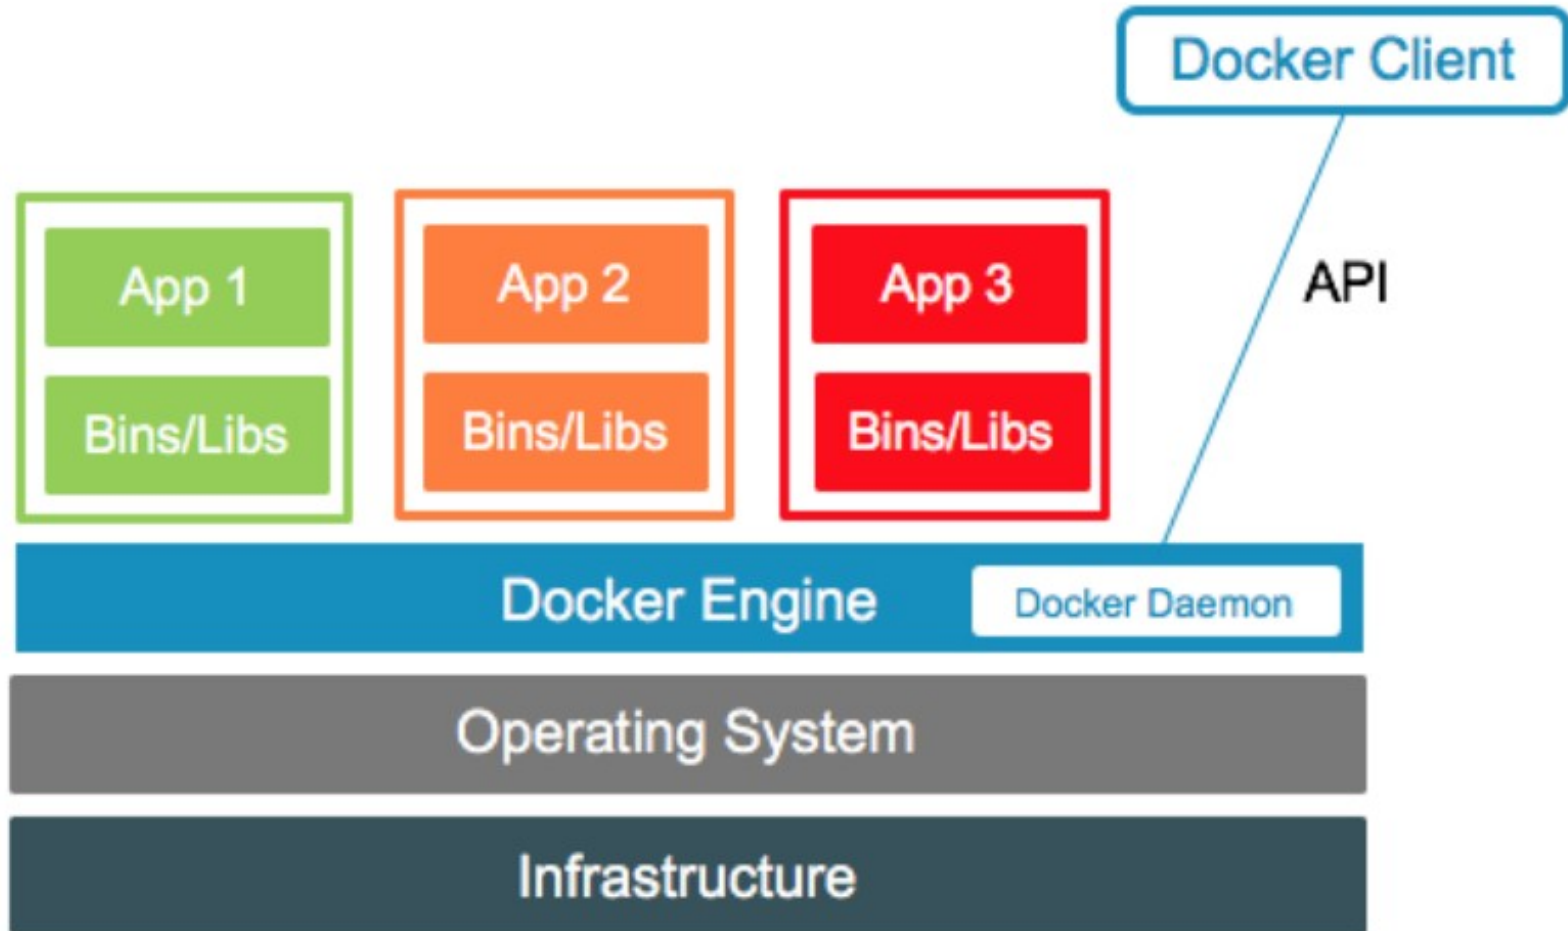 Docker Client
App 1
App 2
App 3
API
Bins/Libs
Bins/Libs
Bins/Libs
Docker Engine
Docker Daemon
Operating System
Infrastructure